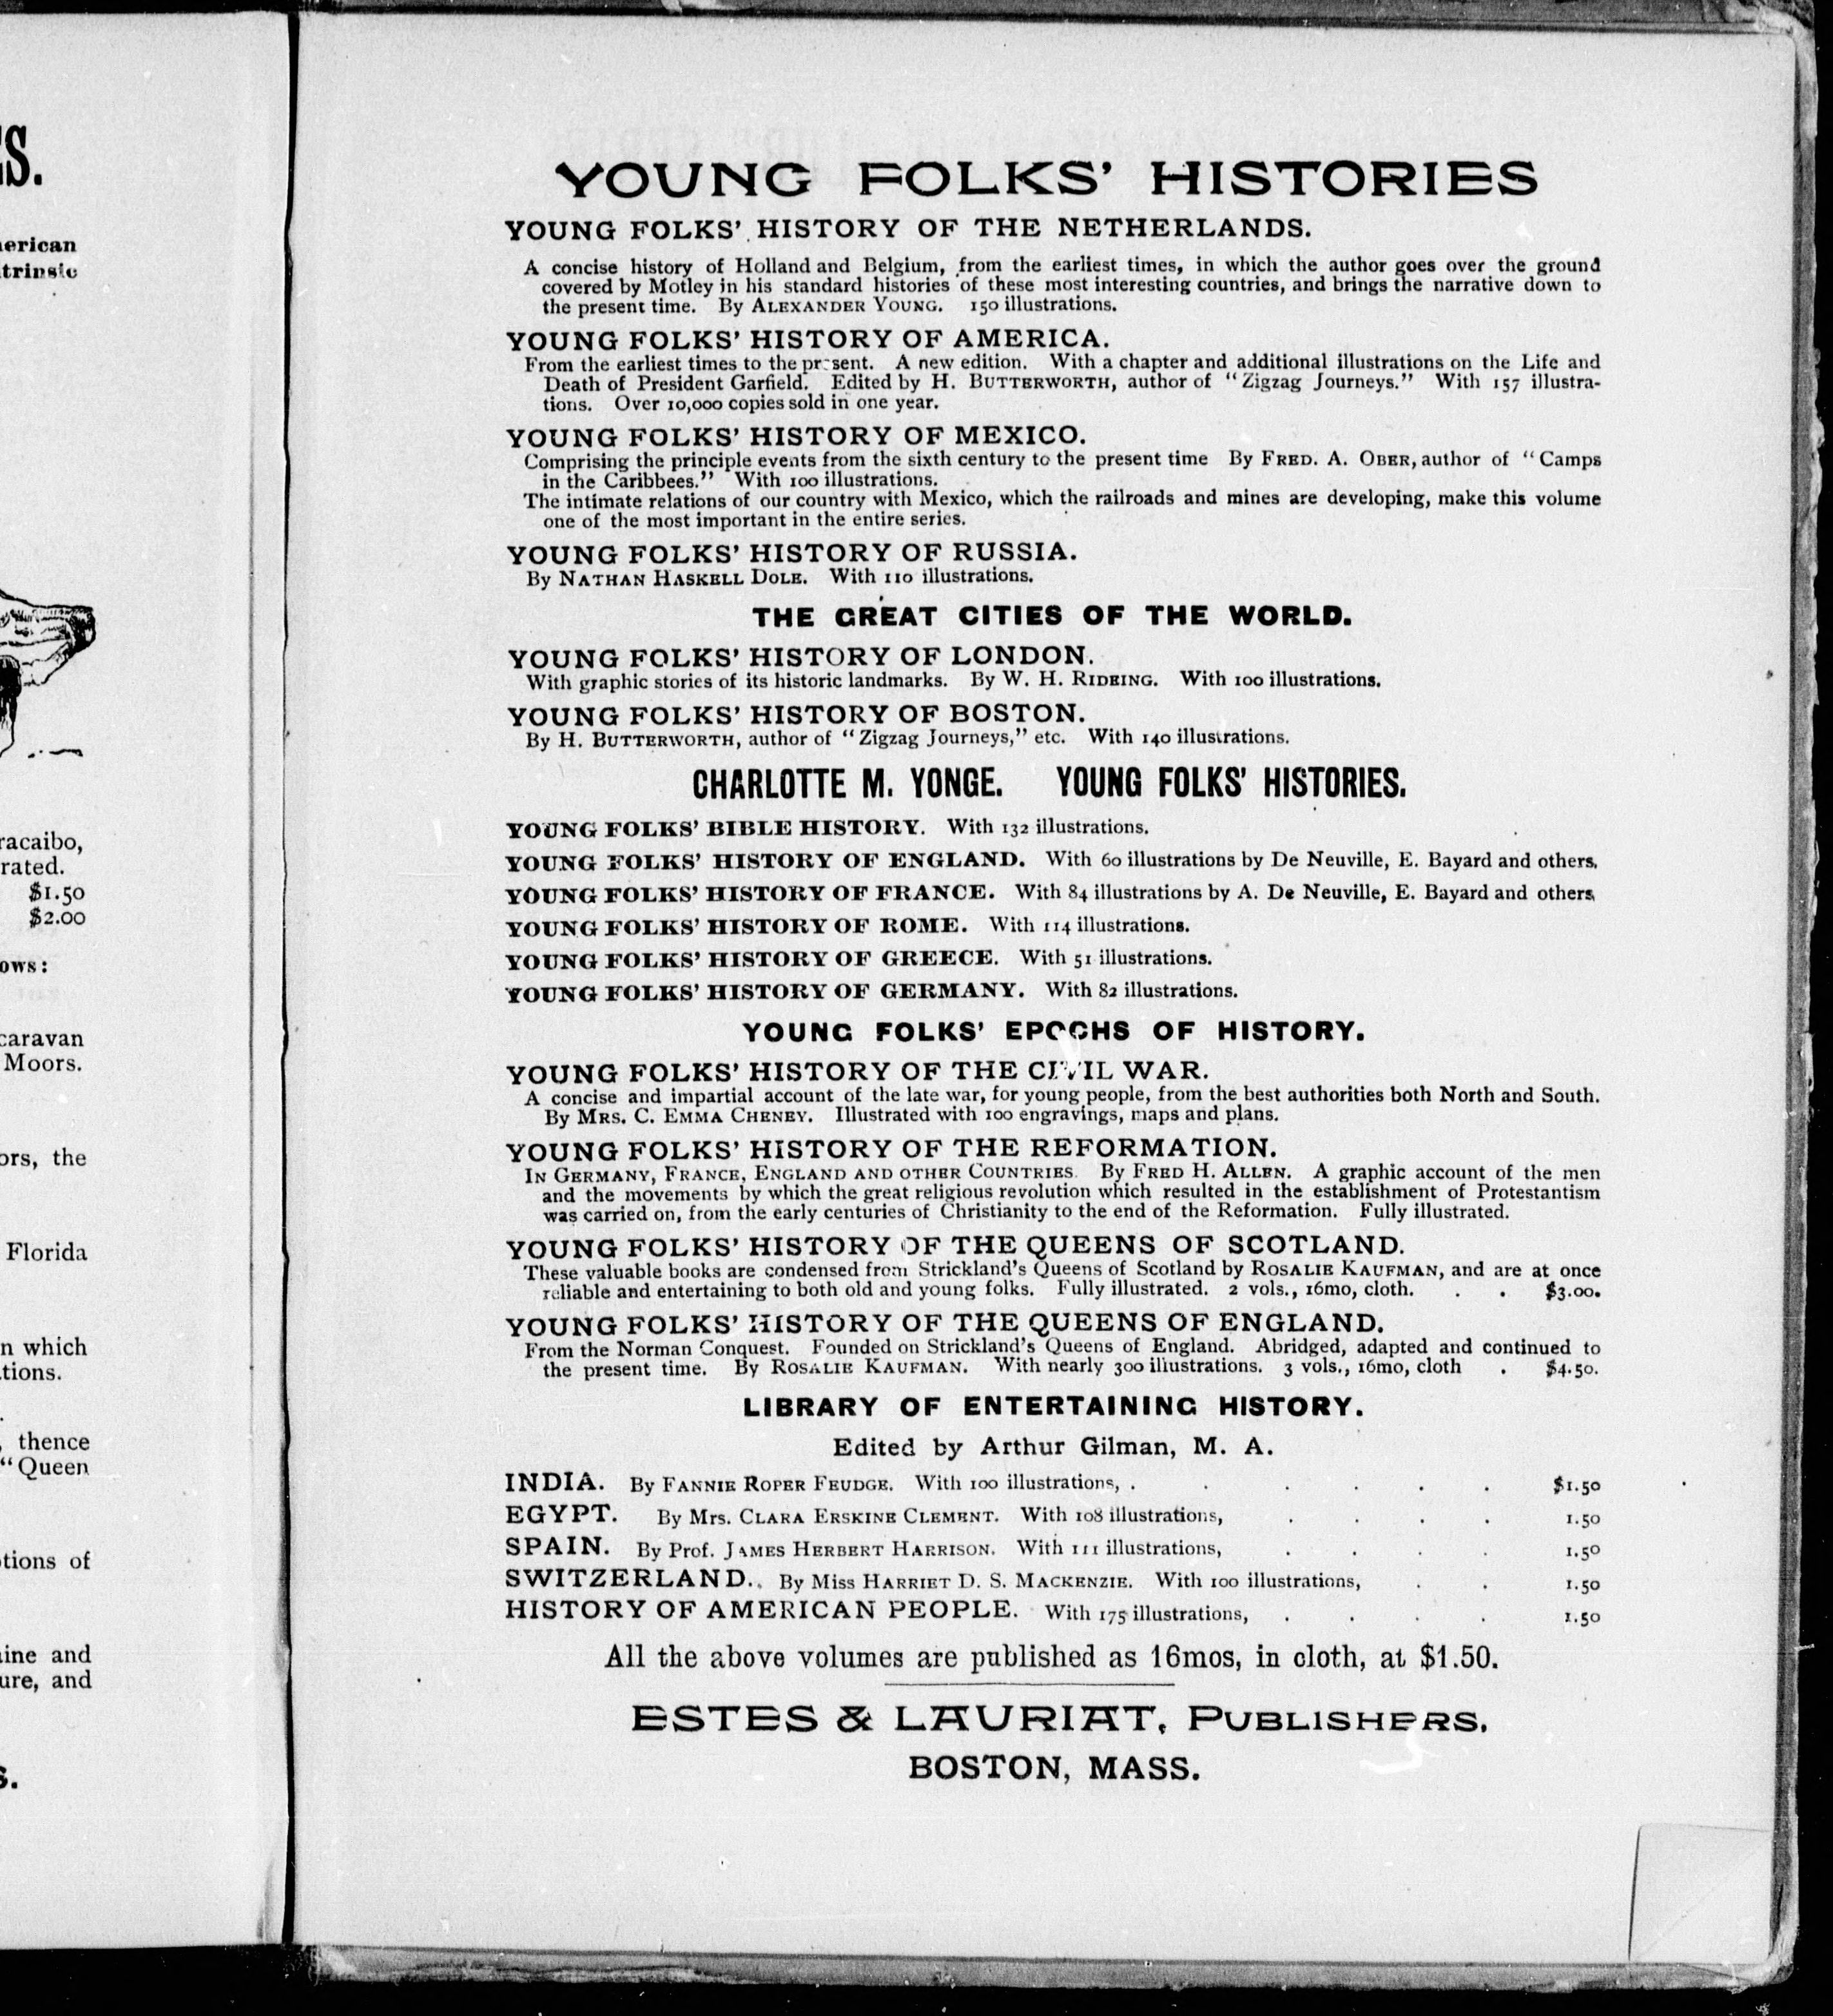 S.
erican
trinsic
racaibo,
rated.
$1.50
$2.00
ows:
caravan
Moors.
ors, the
Florida
n which
tions.
thence
"Queen
tions of
ine and
ure, and
s.
YOUNG FOLKS' HISTORIES
YOUNG FOLKS' HISTORY OF THE NETHERLANDS.
A concise history of Holland and Belgium, from the earliest times, in which the author goes over the ground
covered by Motley in his standard histories of these most interesting countries, and brings the narrative down to
the present time. By ALEXANDER YOUNG. 150 illustrations.
YOUNG FOLKS' HISTORY OF AMERICA.
From the earliest times to the present. A new edition. With a chapter and additional illustrations on the Life and
Death of President Garfield. Edited by H. BUTTERWORTH, author of "Zigzag Journeys." With 157 illustra-
tions. Over 10,000 copies sold in one year.
YOUNG FOLKS' HISTORY OF MEXICO.
Comprising the principle events from the sixth century to the present time By FRED. A. OBER, author of "Camps
in the Caribbees." With 100 illustrations.
The intimate relations of our country with Mexico, which the railroads and mines are developing, make this volume
one of the most important in the entire series.
YOUNG FOLKS' HISTORY OF RUSSIA.
By NATHAN HASKELL DOLE. With 110 illustrations.
THE GREAT CITIES OF THE WORLD.
YOUNG FOLKS' HISTORY OF LONDON.
With graphic stories of its historic landmarks. By W. H. RIDEING. With 100 illustrations.
YOUNG FOLKS' HISTORY OF BOSTON.
By H. BUTTERWORTH, author of "Zigzag Journeys," etc. With 140 illustrations.
CHARLOTTE M. YONGE. YOUNG FOLKS' HISTORIES.
YOUNG FOLKS' BIBLE HISTORY. With 132 illustrations.
YOUNG FOLKS' HISTORY OF ENGLAND. With 60 illustrations by De Neuville, E. Bayard and others.
YOUNG FOLKS' HISTORY OF FRANCE. With 84 illustrations by A. De Neuville, E. Bayard and others.
YOUNG FOLKS' HISTORY OF ROME. With 114 illustrations.
YOUNG FOLKS' HISTORY OF GREECE. With 51 illustrations.
YOUNG FOLKS' HISTORY OF GERMANY. With 82 illustrations.
YOUNG FOLKS' EPOCHS OF HISTORY.
YOUNG FOLKS' HISTORY OF THE CIVIL WAR.
A concise and impartial account of the late war, for young people, from the best authorities both North and South.
By MRS. C. EMMA CHENEY. Illustrated with 100 engravings, maps and plans.
YOUNG FOLKS' HISTORY OF THE REFORMATION.
IN GERMANY, FRANCE, ENGLAND AND OTHER COUNTRIES. By FRED H. ALLEN. A graphic account of the men
and the movements by which the great religious revolution which resulted in the establishment of Protestantism
was carried on, from the early centuries of Christianity to the end of the Reformation. Fully illustrated.
YOUNG FOLKS' HISTORY OF THE QUEENS OF SCOTLAND.
These valuable books are condensed from Strickland's Queens of Scotland by ROSALIE KAUFMAN, and are at once
reliable and entertaining to both old and young folks. Fully illustrated. 2 vols., 16mo, cloth. . . $3.00.
YOUNG FOLKS' HISTORY OF THE QUEENS OF ENGLAND.
From the Norman Conquest. Founded on Strickland's Queens of England. Abridged, adapted and continued to
the present time. By ROSALIE KAUFMAN. With nearly 300 illustrations. 3 vols., 16mo, cloth . $4.50.
LIBRARY OF ENTERTAINING HISTORY.
Edited by Arthur Gilman, M. A.
INDIA. By FANNIE ROPER FEUDGE. With 100 illustrations, . . . . . . $1.50
EGYPT. By Mrs. CLARA ERSKINE CLEMENT. With 108 illustrations, . . . . 1.50
SPAIN. By Prof. JAMES HERBERT HARRISON. With 111 illustrations, . . . . 1.50
SWITZERLAND. By Miss HARRIET D. S. MACKENZIE. With 100 illustrations, . . 1.50
HISTORY OF AMERICAN PEOPLE. With 175 illustrations, . . . . 1.50
All the above volumes are published as 16mos, in cloth, at $1.50.
ESTES & LAURIAT, PUBLISHERS,
BOSTON, MASS.